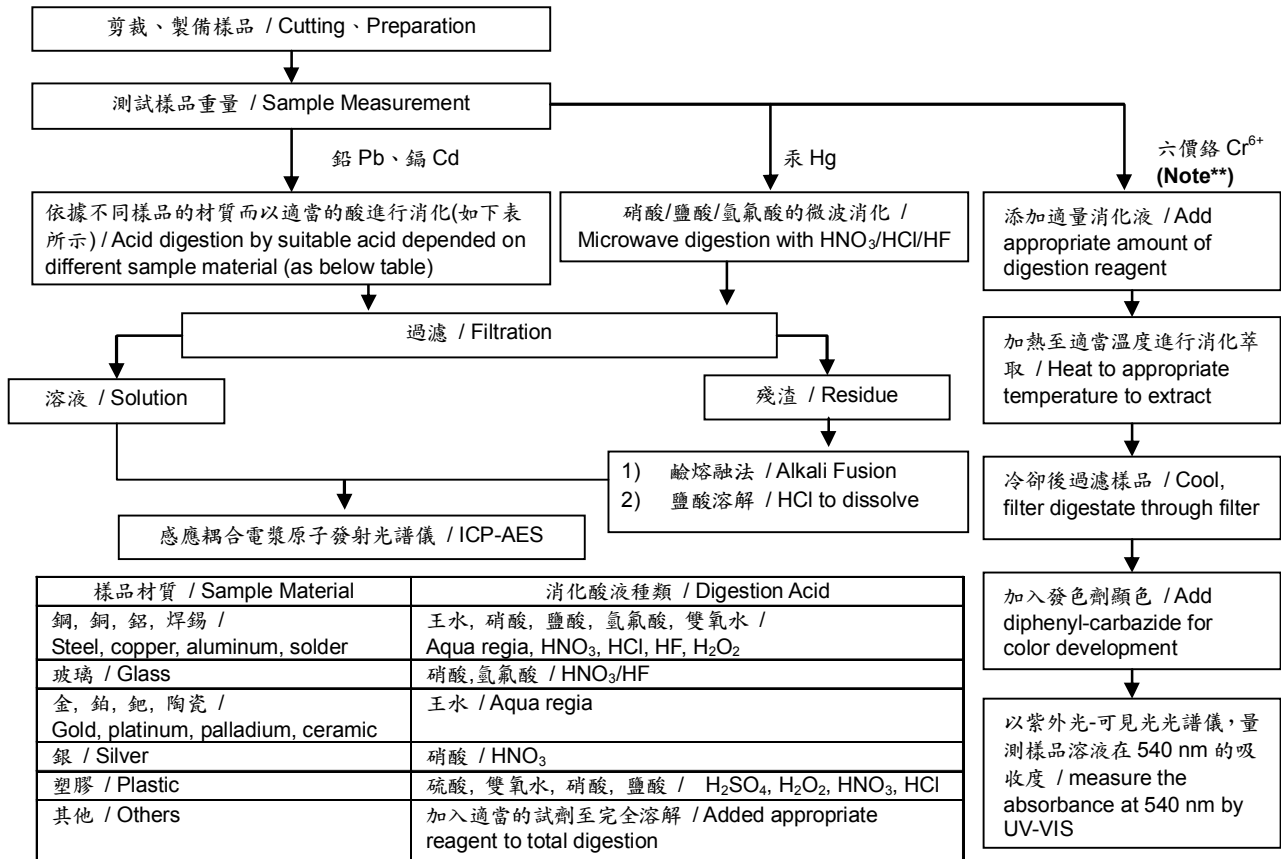 剪裁、製備樣品 / Cutting、Preparation
測試樣品重量 / Sample Measurement
鉛 Pb、鎘 Cd
汞 Hg
六價鉻 Cr⁶⁺
(Note**)
依據不同樣品的材質而以適當的酸進行消化(如下表
所示) / Acid digestion by suitable acid depended on
different sample material (as below table)
硝酸/鹽酸/氫氟酸的微波消化 /
Microwave digestion with HNO₃/HCl/HF
添加適量消化液 / Add
appropriate amount of
digestion reagent
過濾 / Filtration
加熱至適當溫度進行消化萃
取 / Heat to appropriate
temperature to extract
溶液 / Solution
殘渣 / Residue
1) 鹼熔融法 / Alkali Fusion
2) 鹽酸溶解 / HCl to dissolve
冷卻後過濾樣品 / Cool,
filter digestate through filter
感應耦合電漿原子發射光譜儀 / ICP-AES
加入發色劑顯色 / Add
diphenyl-carbazide for
color development
以紫外光-可見光光譜儀，量
測樣品溶液在 540 nm 的吸
收度 / measure the
absorbance at 540 nm by
UV-VIS
樣品材質 / Sample Material
消化酸液種類 / Digestion Acid
鋼, 銅, 鋁, 焊錫 /
Steel, copper, aluminum, solder
王水, 硝酸, 鹽酸, 氫氟酸, 雙氧水 /
Aqua regia, HNO₃, HCl, HF, H₂O₂
玻璃 / Glass
硝酸,氫氟酸 / HNO₃/HF
金, 鉑, 鈀, 陶瓷 /
Gold, platinum, palladium, ceramic
王水 / Aqua regia
銀 / Silver
硝酸 / HNO₃
塑膠 / Plastic
硫酸, 雙氧水, 硝酸, 鹽酸 / H₂SO₄, H₂O₂, HNO₃, HCl
其他 / Others
加入適當的試劑至完全溶解 / Added appropriate
reagent to total digestion